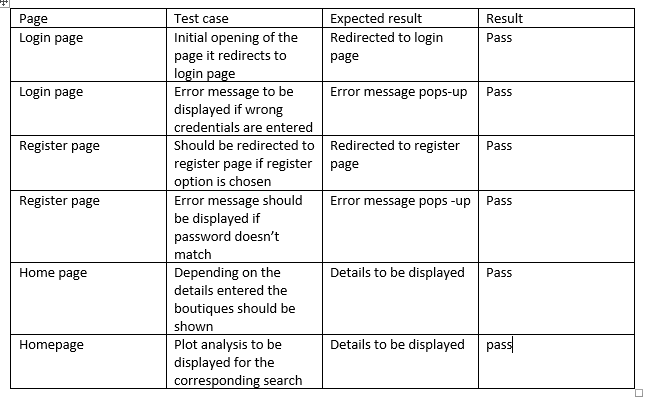 Page Test case Expected result Result
Login page Initial opening of the Redirected to login Pass
page it redirects to page
login page
Login page Error message to be Error message pops-up Pass
displayed if wrong
credentials are entered
Register page Should be redirected to Redirected to register Pass
register page if register page
option is chosen
Register page Error message should Error message pops -up Pass
be displayed if
password doesn’t
match
Home page Depending on the Details to be displayed Pass
details entered the
boutiques should be
shown
Homepage Plot analysis to be Details to be displayed pass
displayed for the
corresponding search